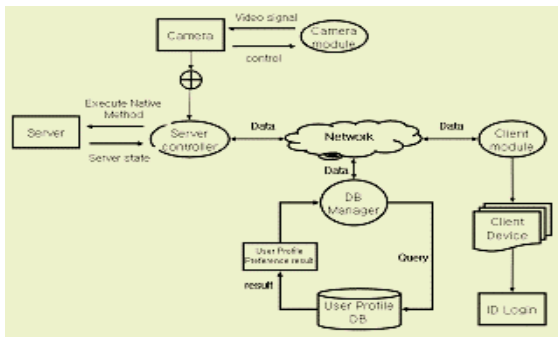 Video signal
Camera
Camera
module
control
Execute Native
Method
Server
Server
controller
Server state
Data
Network
Data
Client
module
Data
DB
Manager
Client
Device
User Profile
Preference result
Query
result
User Profile
DB
ID Login